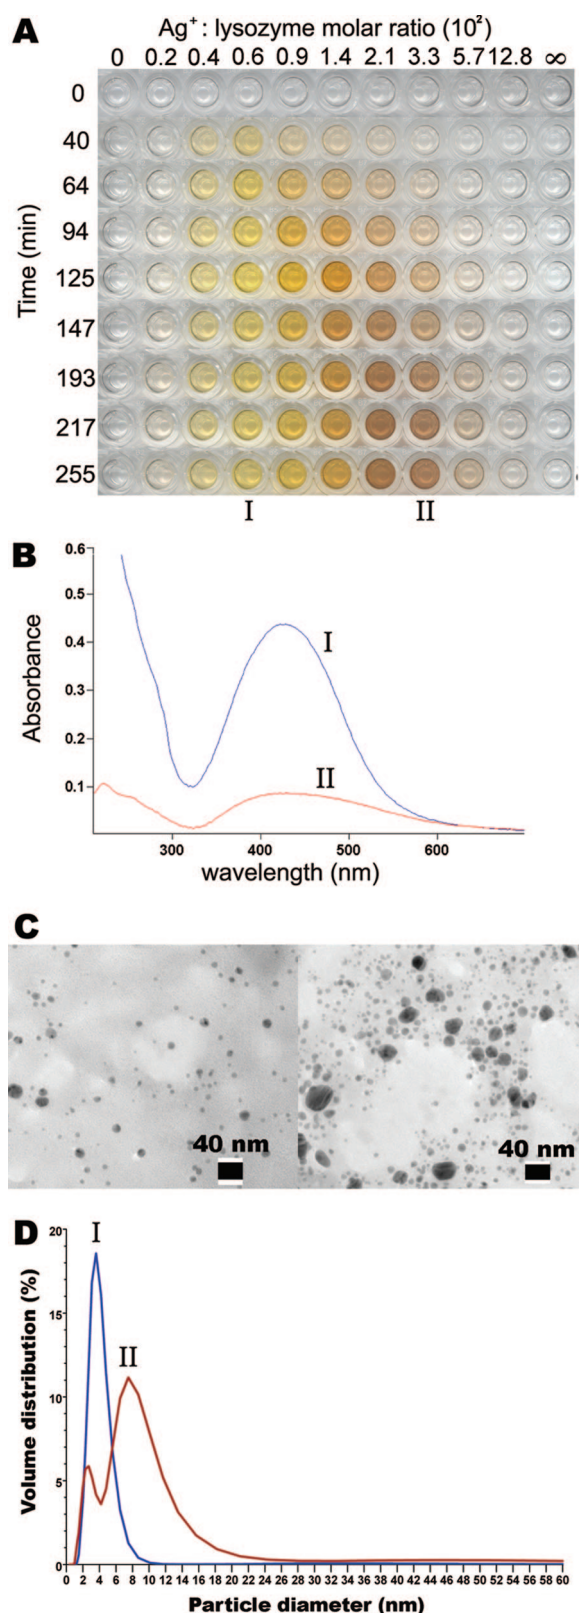 A
Ag⁺ : lysozyme molar ratio (10²)
0 0.2 0.4 0.6 0.9 1.4 2.1 3.3 5.7 12.8 ∞
Time (min)
0
40
64
94
125
147
193
217
255
I II
B
Absorbance
0.6
0.5
0.4
0.3
0.2
0.1
I
II
300 400 500 600
wavelength (nm)
C
40 nm 40 nm
D
Volume distribution (%)
20
15
10
5
0
I
II
0 2 4 6 8 10 12 14 16 18 20 22 24 26 28 30 32 34 36 38 40 42 44 46 48 50 52 54 56 58 60
Particle diameter (nm)